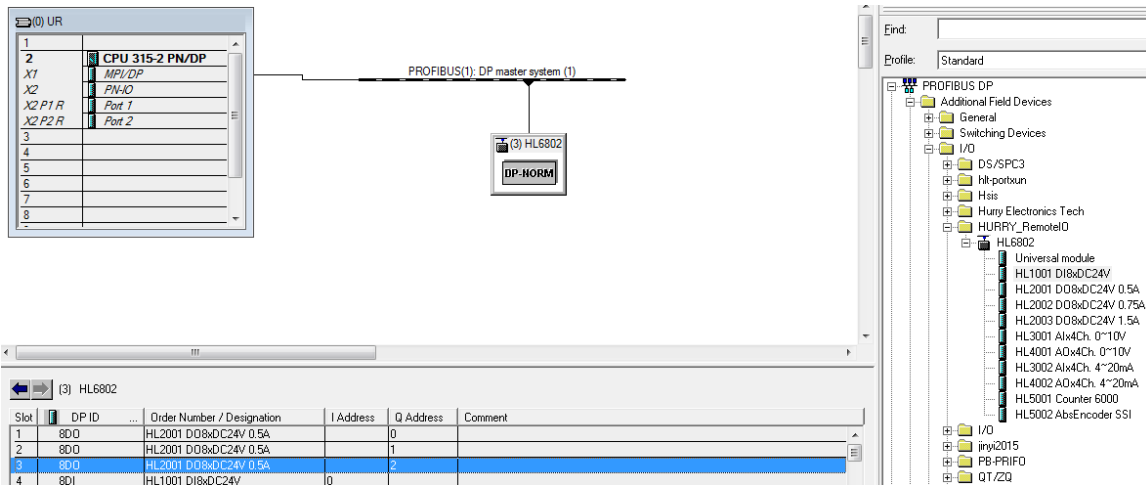 (0) UR
1
2 CPU 315-2 PN/DP
X1 MPI/DP
X2 PN-IO
X2 P1 R Port 1
X2 P2 R Port 2
3
4
5
6
7
8
PROFIBUS(1): DP master system (1)
(3) HL6802
DP-NORM
Find:
Profile: Standard
PROFIBUS DP
Additional Field Devices
General
Switching Devices
I/O
DS/SPC3
hlt-portxun
Hsis
Hurry Electronics Tech
HURRY_RemoteIO
HL6802
Universal module
HL1001 DI8xDC24V
HL2001 DO8xDC24V 0.5A
HL2002 DO8xDC24V 0.75A
HL2003 DO8xDC24V 1.5A
HL3001 AIx4Ch. 0~10V
HL4001 AOx4Ch. 0~10V
HL3002 AIx4Ch. 4~20mA
HL4002 AOx4Ch. 4~20mA
HL5001 Counter 6000
HL5002 AbsEncoder SSI
I/O
jinyi2015
PB-PRIFO
QT/ZQ
(3) HL6802
Slot DP ID ... Order Number / Designation I Address Q Address Comment
1 8DO HL2001 DO8xDC24V 0.5A 0
2 8DO HL2001 DO8xDC24V 0.5A 1
3 8DO HL2001 DO8xDC24V 0.5A 2
4 8DI HL1001 DI8xDC24V 0